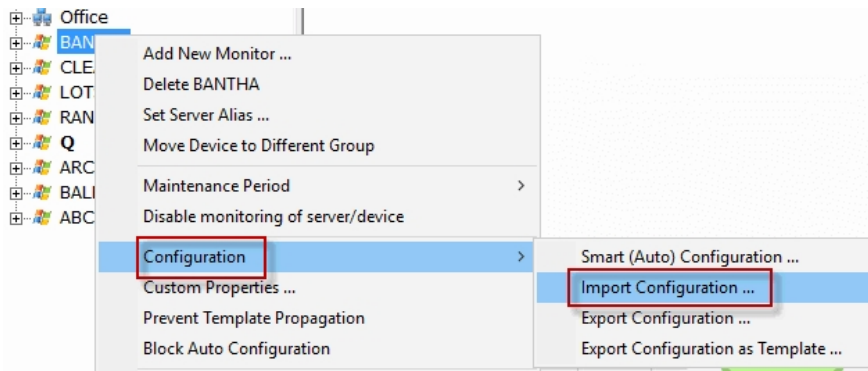 Office
BAN
CLE
LOT
RAN
Q
ARC
BAL
ABC
Add New Monitor ...
Delete BANTHA
Set Server Alias ...
Move Device to Different Group
Maintenance Period
Disable monitoring of server/device
Configuration
Custom Properties ...
Prevent Template Propagation
Block Auto Configuration
Smart (Auto) Configuration ...
Import Configuration ...
Export Configuration ...
Export Configuration as Template ...